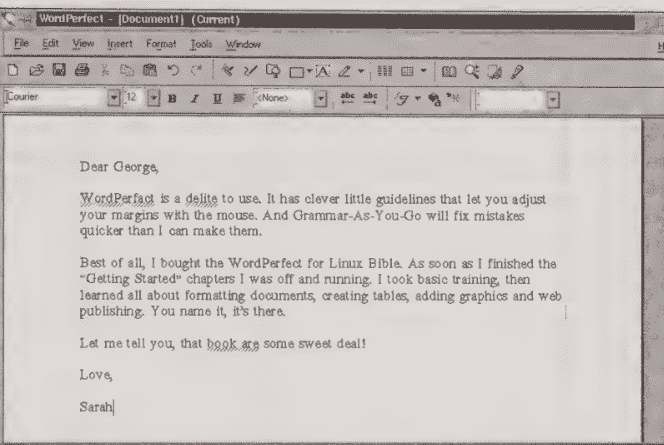 WordPerfect - [Document1] (Current)
File Edit View Insert Format Tools Window H
Courier 12 B I U <None> abc abc
Dear George,
WordPerfact is a delite to use. It has clever little guidelines that let you adjust
your margins with the mouse. And Grammar-As-You-Go will fix mistakes
quicker than I can make them.
Best of all, I bought the WordPerfect for Linux Bible. As soon as I finished the
"Getting Started" chapters I was off and running. I took basic training, then
learned all about formatting documents, creating tables, adding graphics and web
publishing. You name it, it's there.
Let me tell you, that book are some sweet deal!
Love,
Sarah